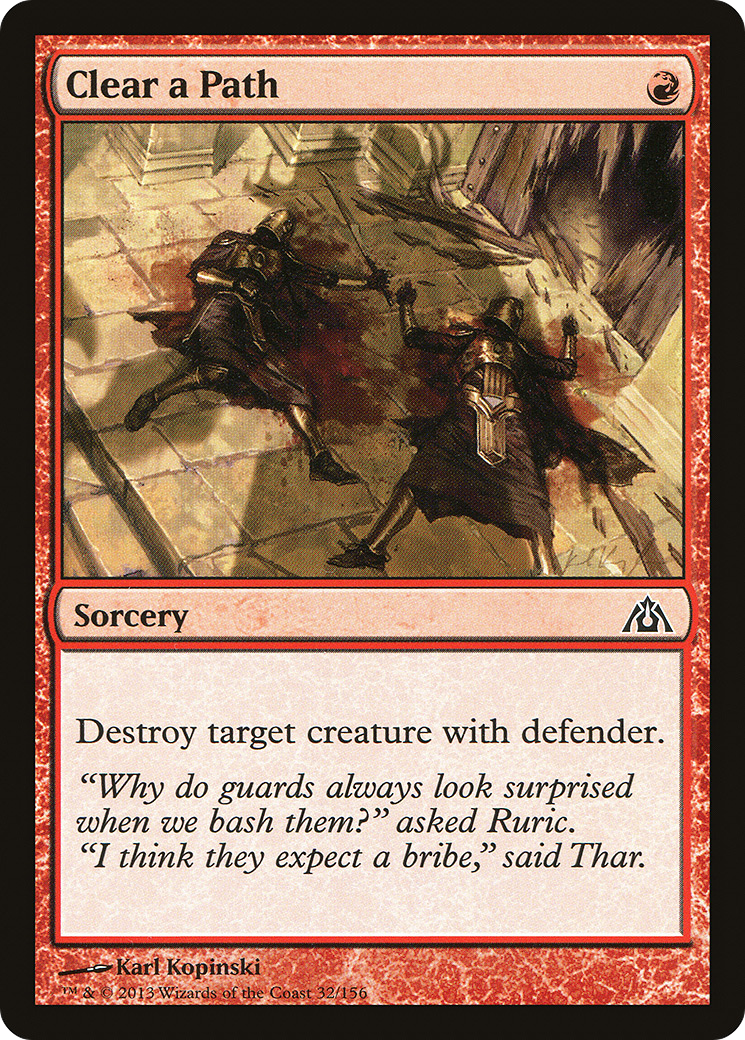 Clear a Path
Sorcery
Destroy target creature with defender.
“Why do guards always look surprised
when we bash them?” asked Ruric.
“I think they expect a bribe,” said Thar.
Karl Kopinski
™ & © 2013 Wizards of the Coast 32/156